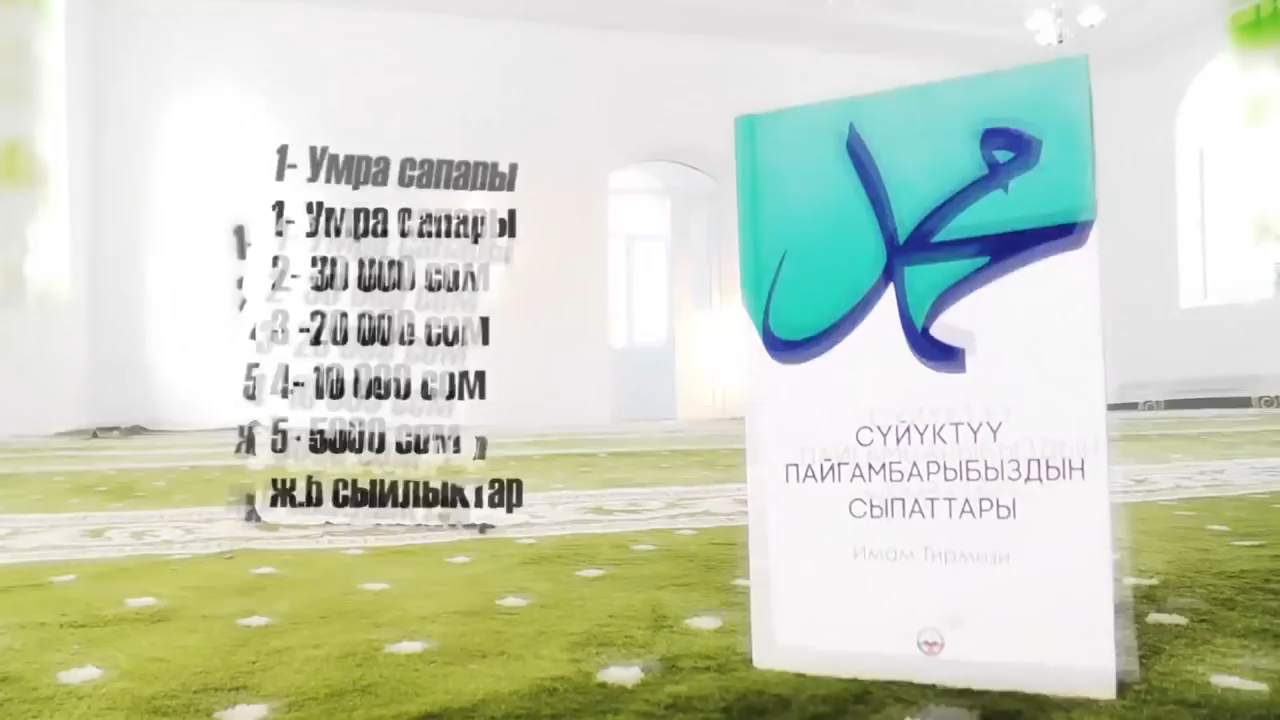 1- Умра сапары
1- Умра сапары
2- 30 000 сом
3 -20 000 сом
4- 10 000 сом
5- 5000 сом
ж.б сыйлыктар
محمد
СҮЙҮКТҮҮ
ПАЙГАМБАРЫБЫЗДЫН
СЫПАТТАРЫ
Имам Тирмизи